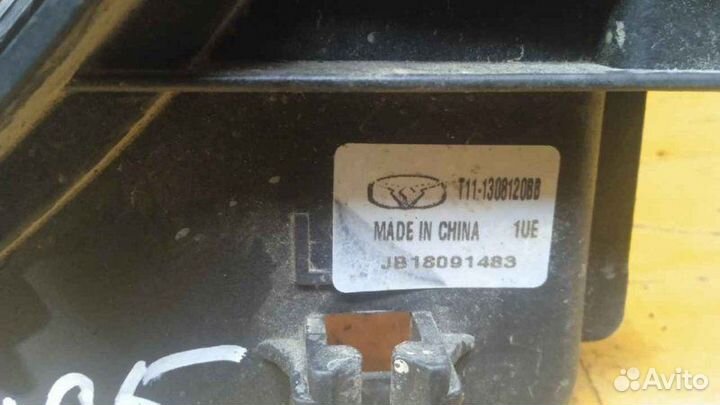 T11-1308120BB
MADE IN CHINA 1UE
JB18091483
L
Avito